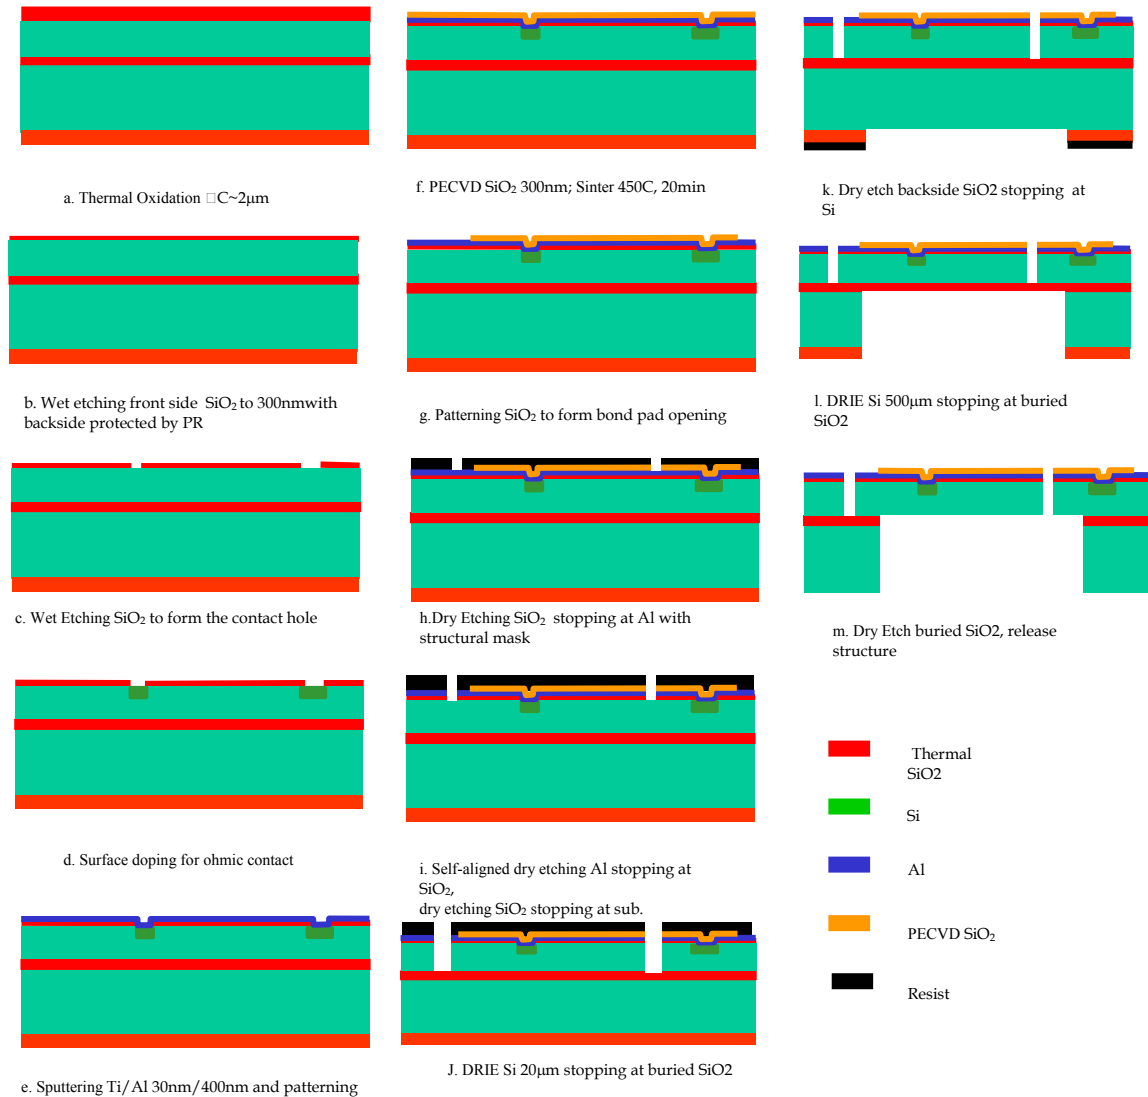 a. Thermal Oxidation □C~2µm
b. Wet etching front side SiO₂ to 300nmwith
backside protected by PR
c. Wet Etching SiO₂ to form the contact hole
d. Surface doping for ohmic contact
e. Sputtering Ti/Al 30nm/400nm and patterning
f. PECVD SiO₂ 300nm; Sinter 450C, 20min
g. Patterning SiO₂ to form bond pad opening
h.Dry Etching SiO₂ stopping at Al with
structural mask
i. Self-aligned dry etching Al stopping at
SiO₂,
dry etching SiO₂ stopping at sub.
J. DRIE Si 20µm stopping at buried SiO2
k. Dry etch backside SiO2 stopping at
Si
l. DRIE Si 500µm stopping at buried
SiO2
m. Dry Etch buried SiO2, release
structure
Thermal
SiO2
Si
Al
PECVD SiO₂
Resist